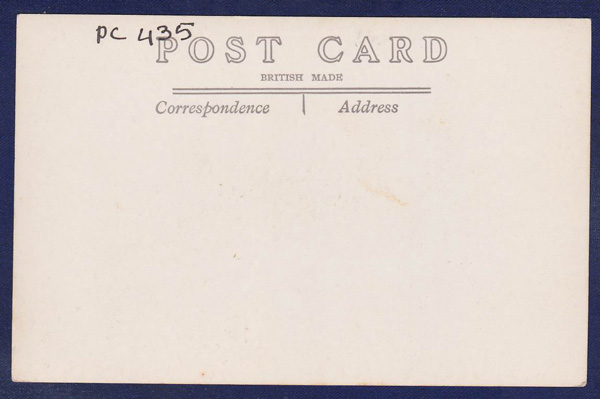 PC 435
POST CARD
BRITISH MADE
Correspondence
Address